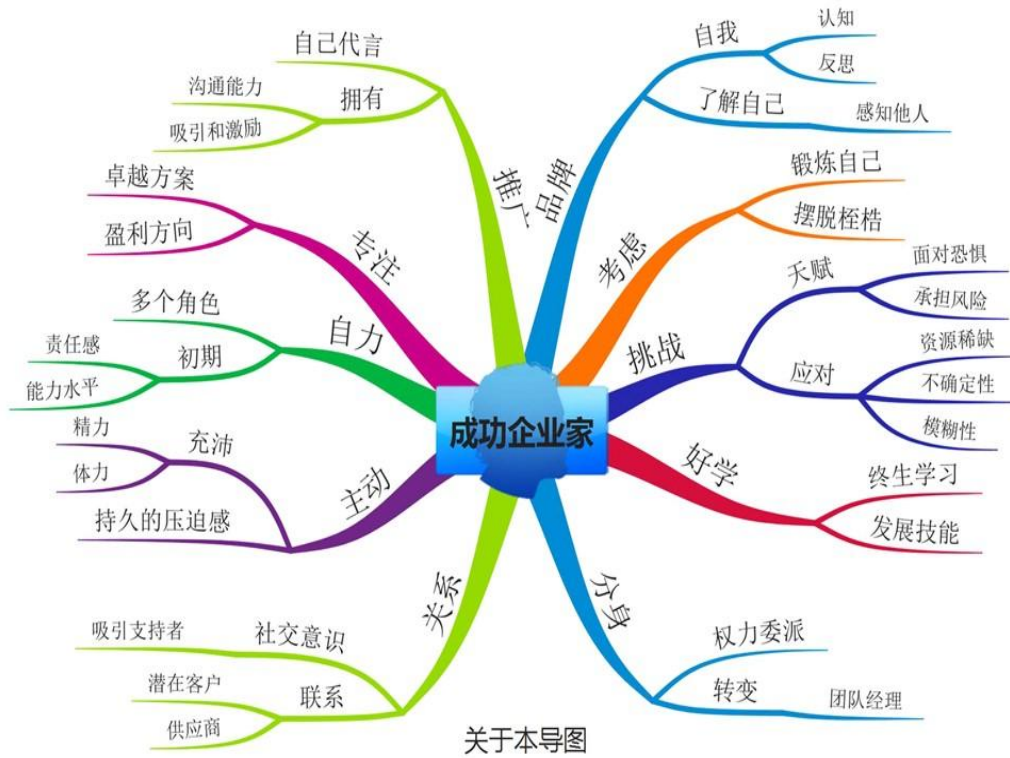 成功企业家
品牌
自我
认知
反思
了解自己
感知他人
考虑
锻炼自己
摆脱桎梏
挑战
天赋
面对恐惧
承担风险
应对
资源稀缺
不确定性
模糊性
好学
终生学习
发展技能
分身
权力委派
转变
团队经理
关系
社交意识
吸引支持者
联系
潜在客户
供应商
主动
充沛
精力
体力
持久的压迫感
自力
多个角色
初期
责任感
能力水平
专注
卓越方案
盈利方向
推广
自己代言
拥有
沟通能力
吸引和激励
关于本导图